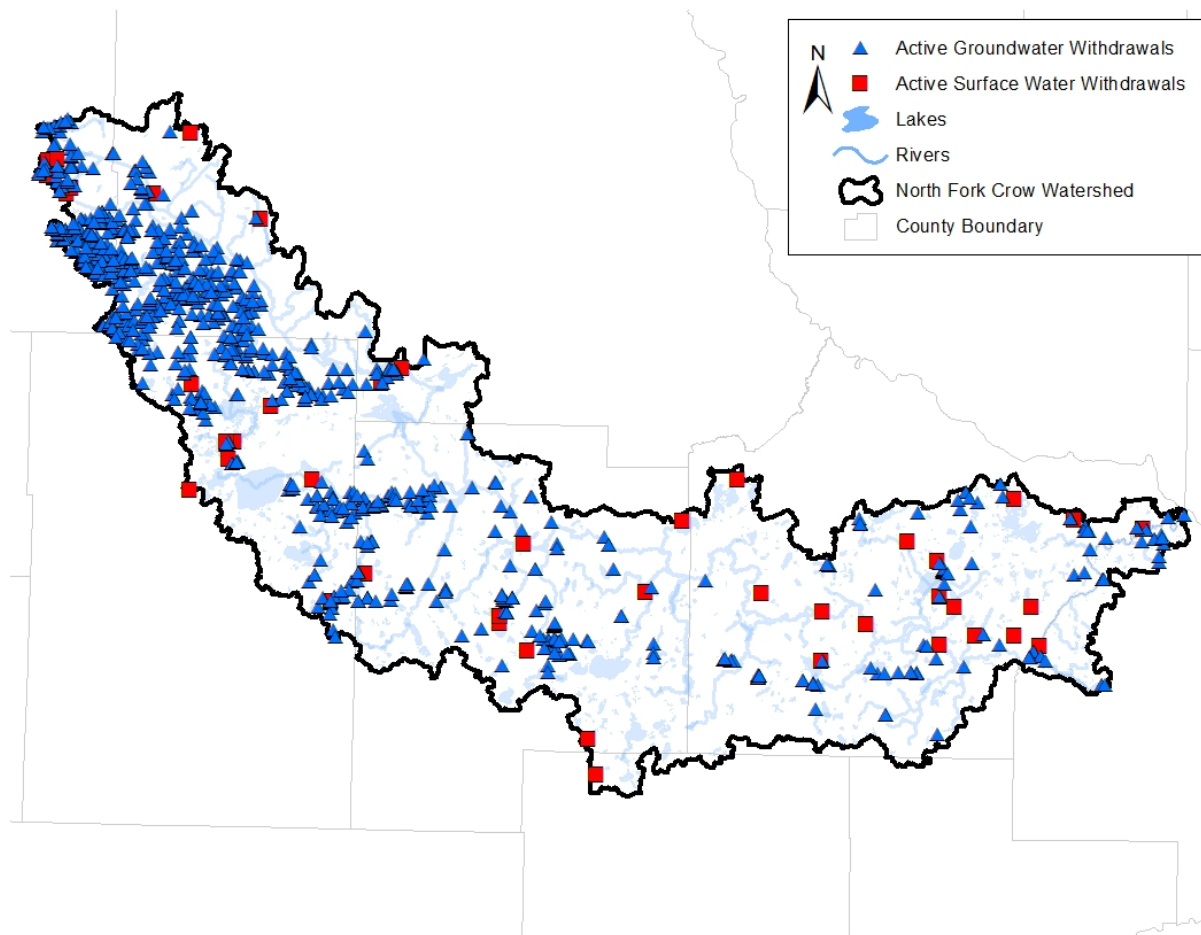 N
Active Groundwater Withdrawals
Active Surface Water Withdrawals
Lakes
Rivers
North Fork Crow Watershed
County Boundary